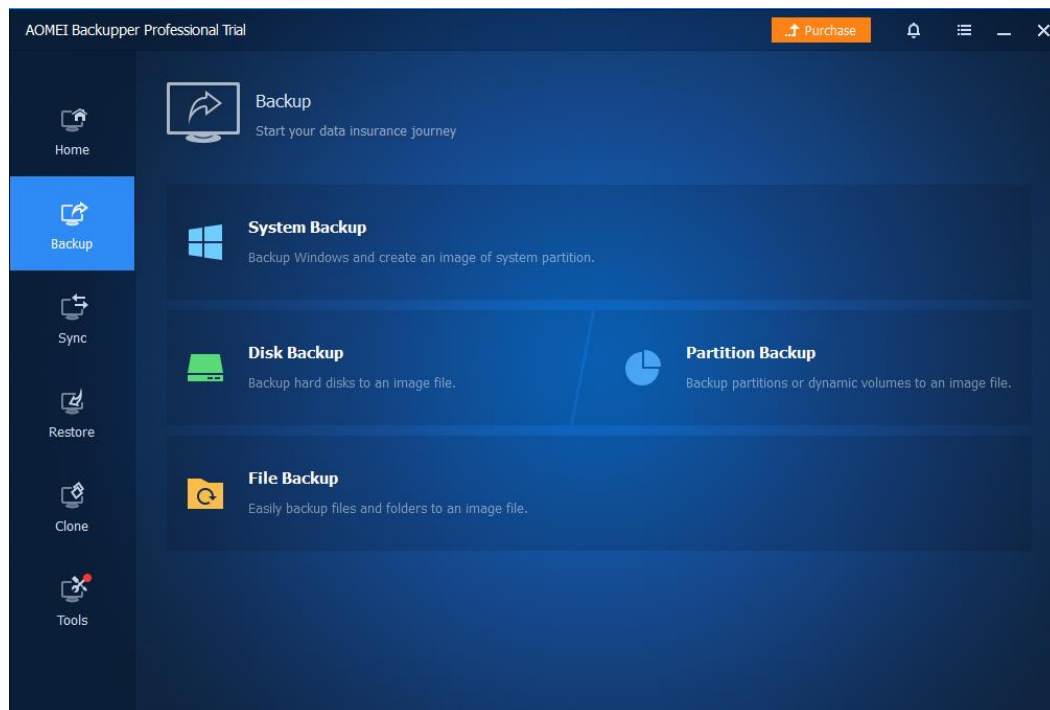 AOMEI Backupper Professional Trial
Purchase
Home
Backup
Sync
Restore
Clone
Tools
Backup
Start your data insurance journey
System Backup
Backup Windows and create an image of system partition.
Disk Backup
Backup hard disks to an image file.
Partition Backup
Backup partitions or dynamic volumes to an image file.
File Backup
Easily backup files and folders to an image file.